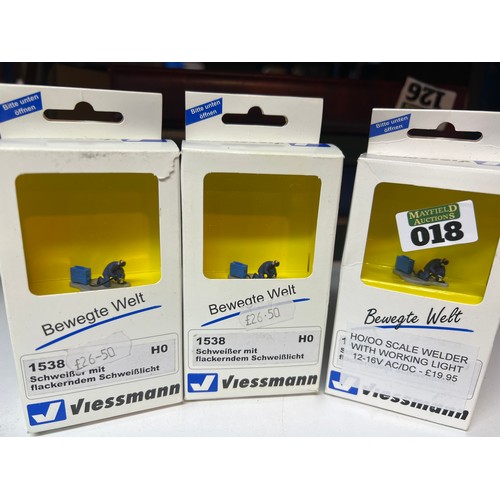 Bitte unten
öffnen
Bewegte Welt
1538
H0
£26-50
Schweißer mit
flackerndem Schweißlicht
Viessmann
Bitte unten
öffnen
Bewegte Welt
£26-50
1538
H0
Schweißer mit
flackerndem Schweißlicht
Viessmann
126
Bitte unten
öffnen
MAYFIELD
AUCTIONS
018
Bewegte Welt
HO/OO SCALE WELDER
WITH WORKING LIGHT
12-16V AC/DC - £19.95
Viessmann